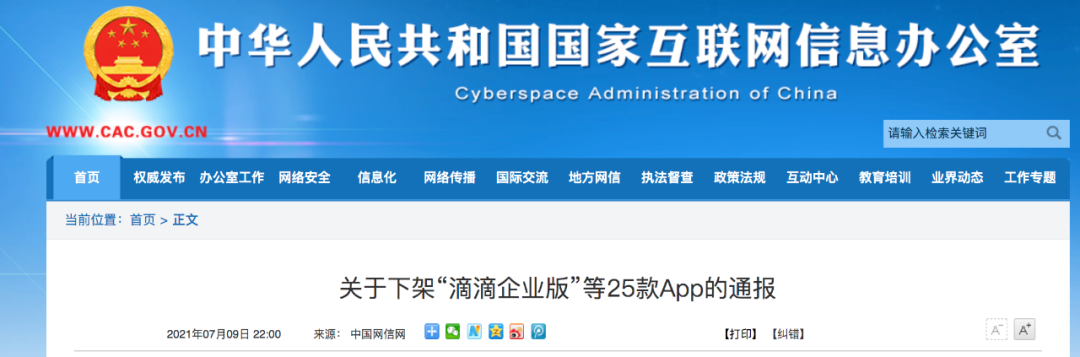 中华人民共和国国家互联网信息办公室
Cyberspace Administration of China
WWW.CAC.GOV.CN
请输入检索关键词
首页 权威发布 办公室工作 网络安全 信息化 网络传播 国际交流 地方网信 执法督查 政策法规 互动中心 教育培训 业界动态 工作专题
当前位置：首页 > 正文
关于下架“滴滴企业版”等25款App的通报
2021年07月09日 22:00 来源： 中国网信网 【打印】 【纠错】 A- A+